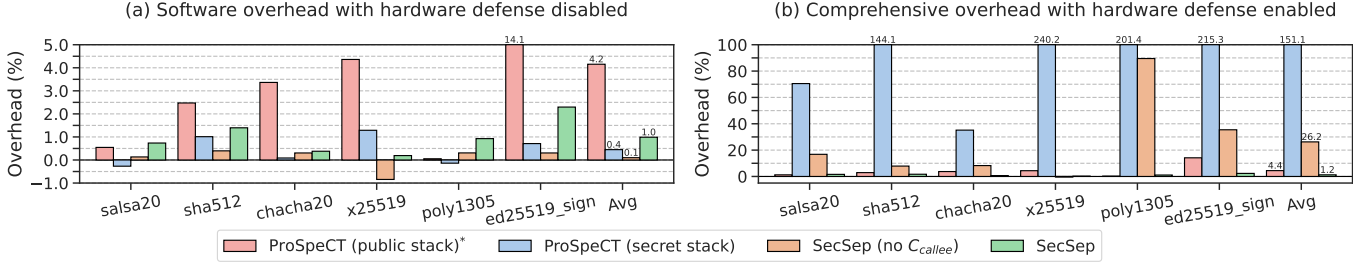 (a) Software overhead with hardware defense disabled
(b) Comprehensive overhead with hardware defense enabled
Overhead (%)
5.0
4.0
3.0
2.0
1.0
0.0
−1.0
14.1
4.2
0.4
0.1
1.0
salsa20
sha512
chacha20
x25519
poly1305
ed25519_sign
Avg
Overhead (%)
100
80
60
40
20
0
144.1
240.2
201.4
215.3
151.1
4.4
26.2
1.2
salsa20
sha512
chacha20
x25519
poly1305
ed25519_sign
Avg
ProSpeCT (public stack)*
ProSpeCT (secret stack)
SecSep (no C_callee)
SecSep